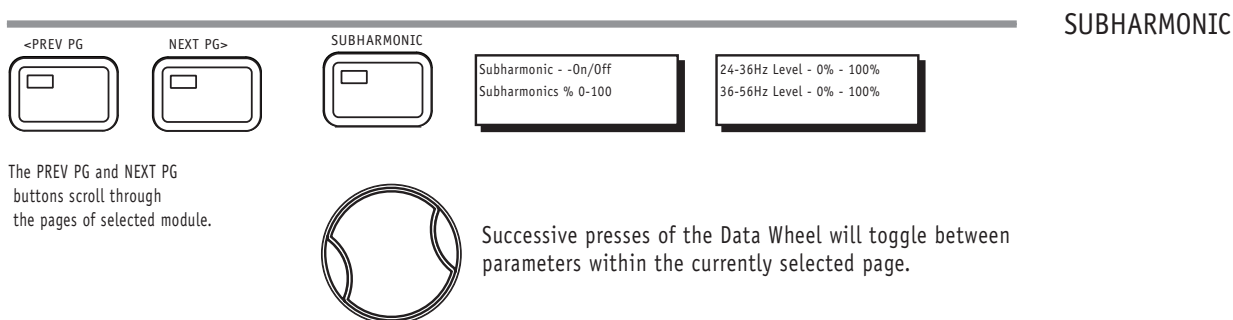 SUBHARMONIC
<PREV PG
NEXT PG>
SUBHARMONIC
Subharmonic - -On/Off
Subharmonics % 0-100
24-36Hz Level - 0% - 100%
36-56Hz Level - 0% - 100%
The PREV PG and NEXT PG
buttons scroll through
the pages of selected module.
Successive presses of the Data Wheel will toggle between
parameters within the currently selected page.